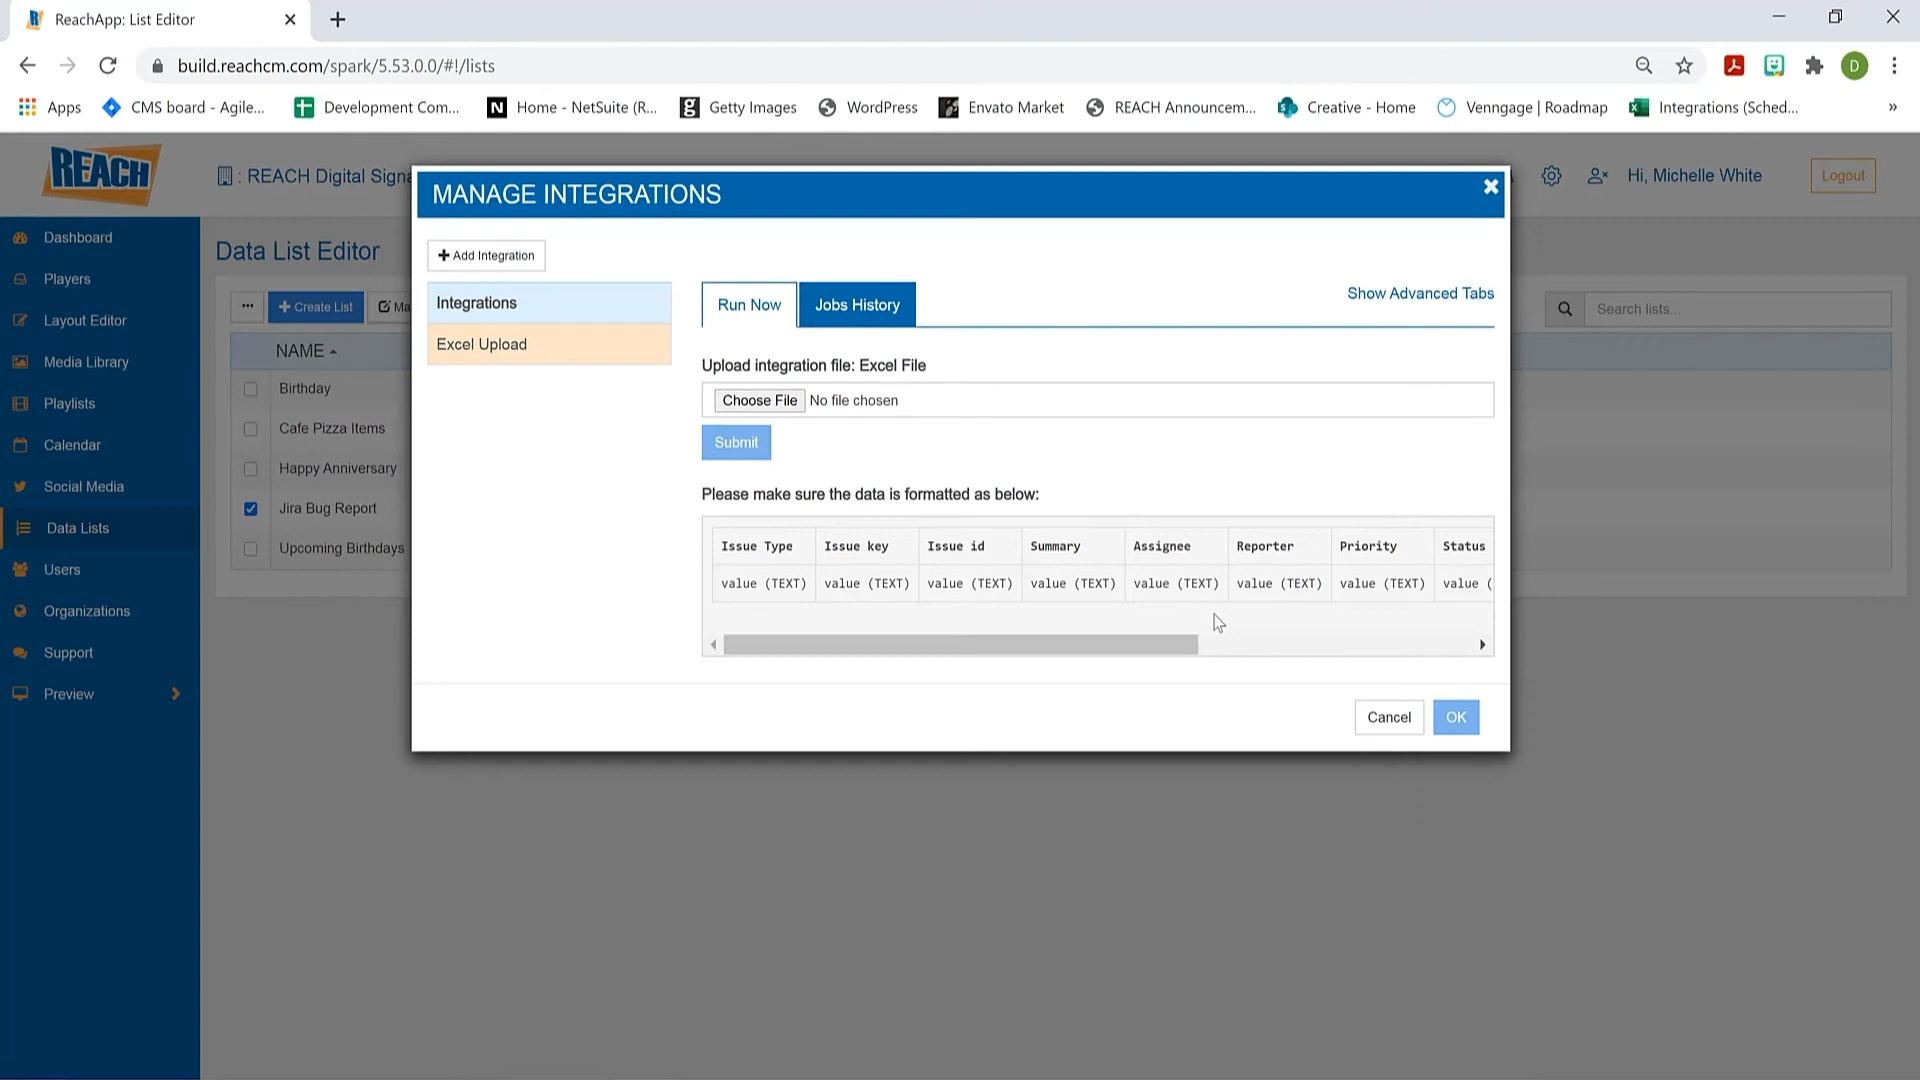 ReachApp: List Editor
build.reachcm.com/spark/5.53.0.0/#!/lists
D
Apps
CMS board - Agile...
Development Com...
N Home - NetSuite (R...
g Getty Images
WordPress
Envato Market
REACH Announcem...
Creative - Home
Venngage | Roadmap
Integrations (Sched...
»
REACH
: REACH Digital Signa
Hi, Michelle White
Logout
MANAGE INTEGRATIONS
Dashboard
Players
Layout Editor
Media Library
Playlists
Calendar
Social Media
Data Lists
Users
Organizations
Support
Preview
Data List Editor
...
Create List
Ma
Search lists...
NAME
Birthday
Cafe Pizza Items
Happy Anniversary
Jira Bug Report
Upcoming Birthdays
Add Integration
Integrations
Excel Upload
Run Now
Jobs History
Show Advanced Tabs
Upload integration file: Excel File
Choose File No file chosen
Submit
Please make sure the data is formatted as below:
Issue Type Issue key Issue id Summary Assignee Reporter Priority Status
value (TEXT) value (TEXT) value (TEXT) value (TEXT) value (TEXT) value (TEXT) value (TEXT) value (
Cancel
OK